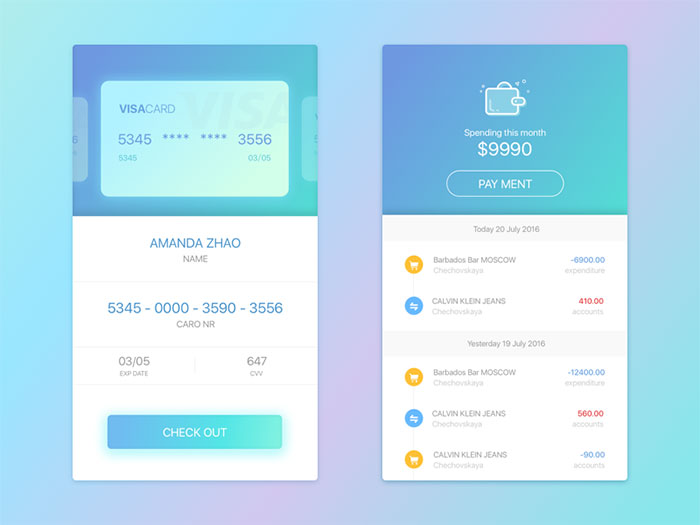 VISACARD
VISA
5345 **** **** 3556
5345 03/05
AMANDA ZHAO
NAME
5345 - 0000 - 3590 - 3556
CARO NR
03/05
EXP DATE
647
CVV
CHECK OUT
Spending this month
$9990
PAY MENT
Today 20 July 2016
Barbados Bar MOSCOW -6900.00
Chechovskaya expenditure
CALVIN KLEIN JEANS 410.00
Chechovskaya accounts
Yesterday 19 July 2016
Barbados Bar MOSCOW -12400.00
Chechovskaya expenditure
CALVIN KLEIN JEANS 560.00
Chechovskaya accounts
CALVIN KLEIN JEANS -90.00
Chechovskaya accounts